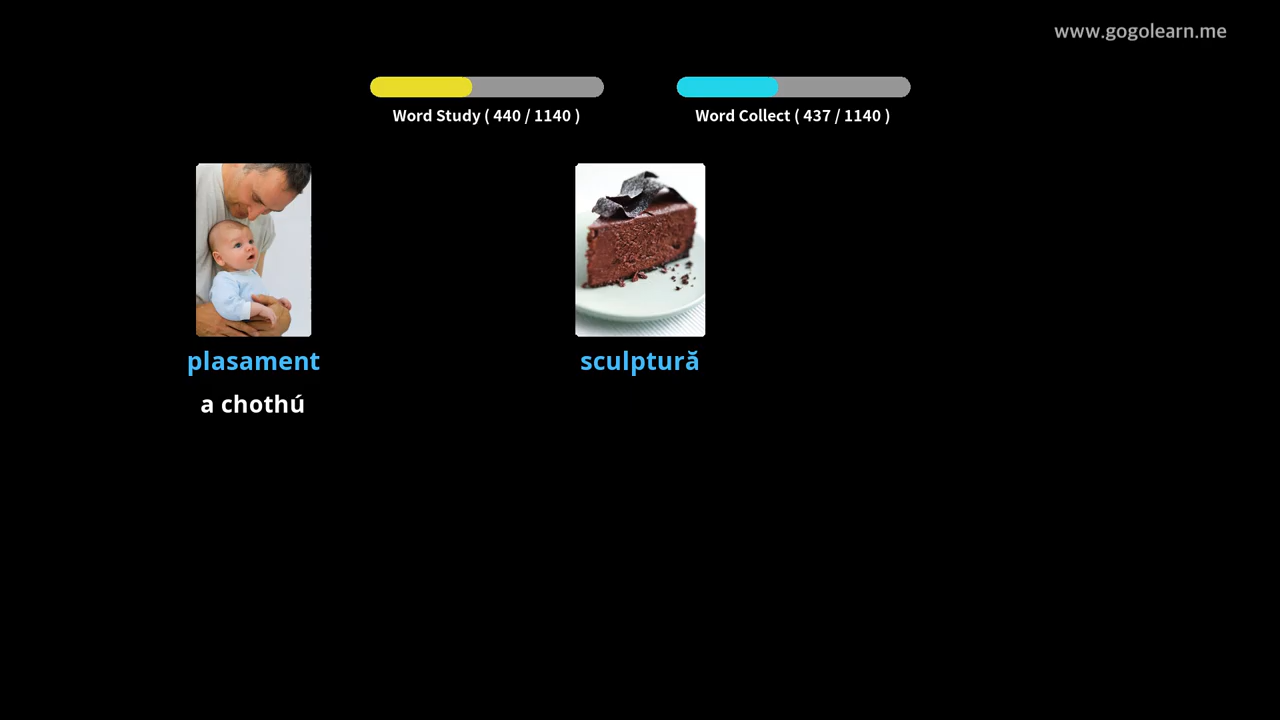 www.gogolearn.me
Word Study ( 440 / 1140 )
Word Collect ( 437 / 1140 )
plasament
sculptură
a chothú